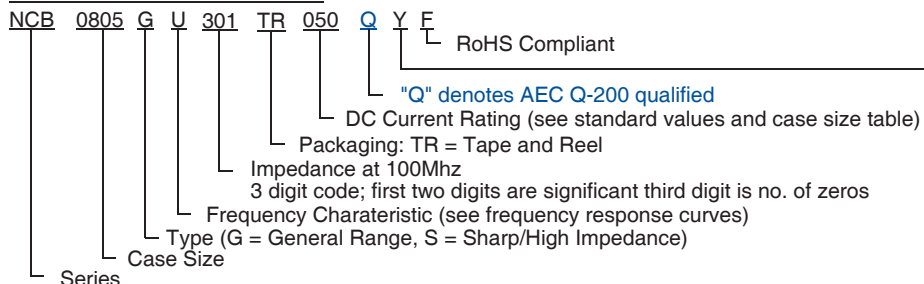 NCB 0805 G U 301 TR 050 Q Y F
RoHS Compliant
"Q" denotes AEC Q-200 qualified
DC Current Rating (see standard values and case size table)
Packaging: TR = Tape and Reel
Impedance at 100Mhz
3 digit code; first two digits are significant third digit is no. of zeros
Frequency Charateristic (see frequency response curves)
Type (G = General Range, S = Sharp/High Impedance)
Case Size
Series